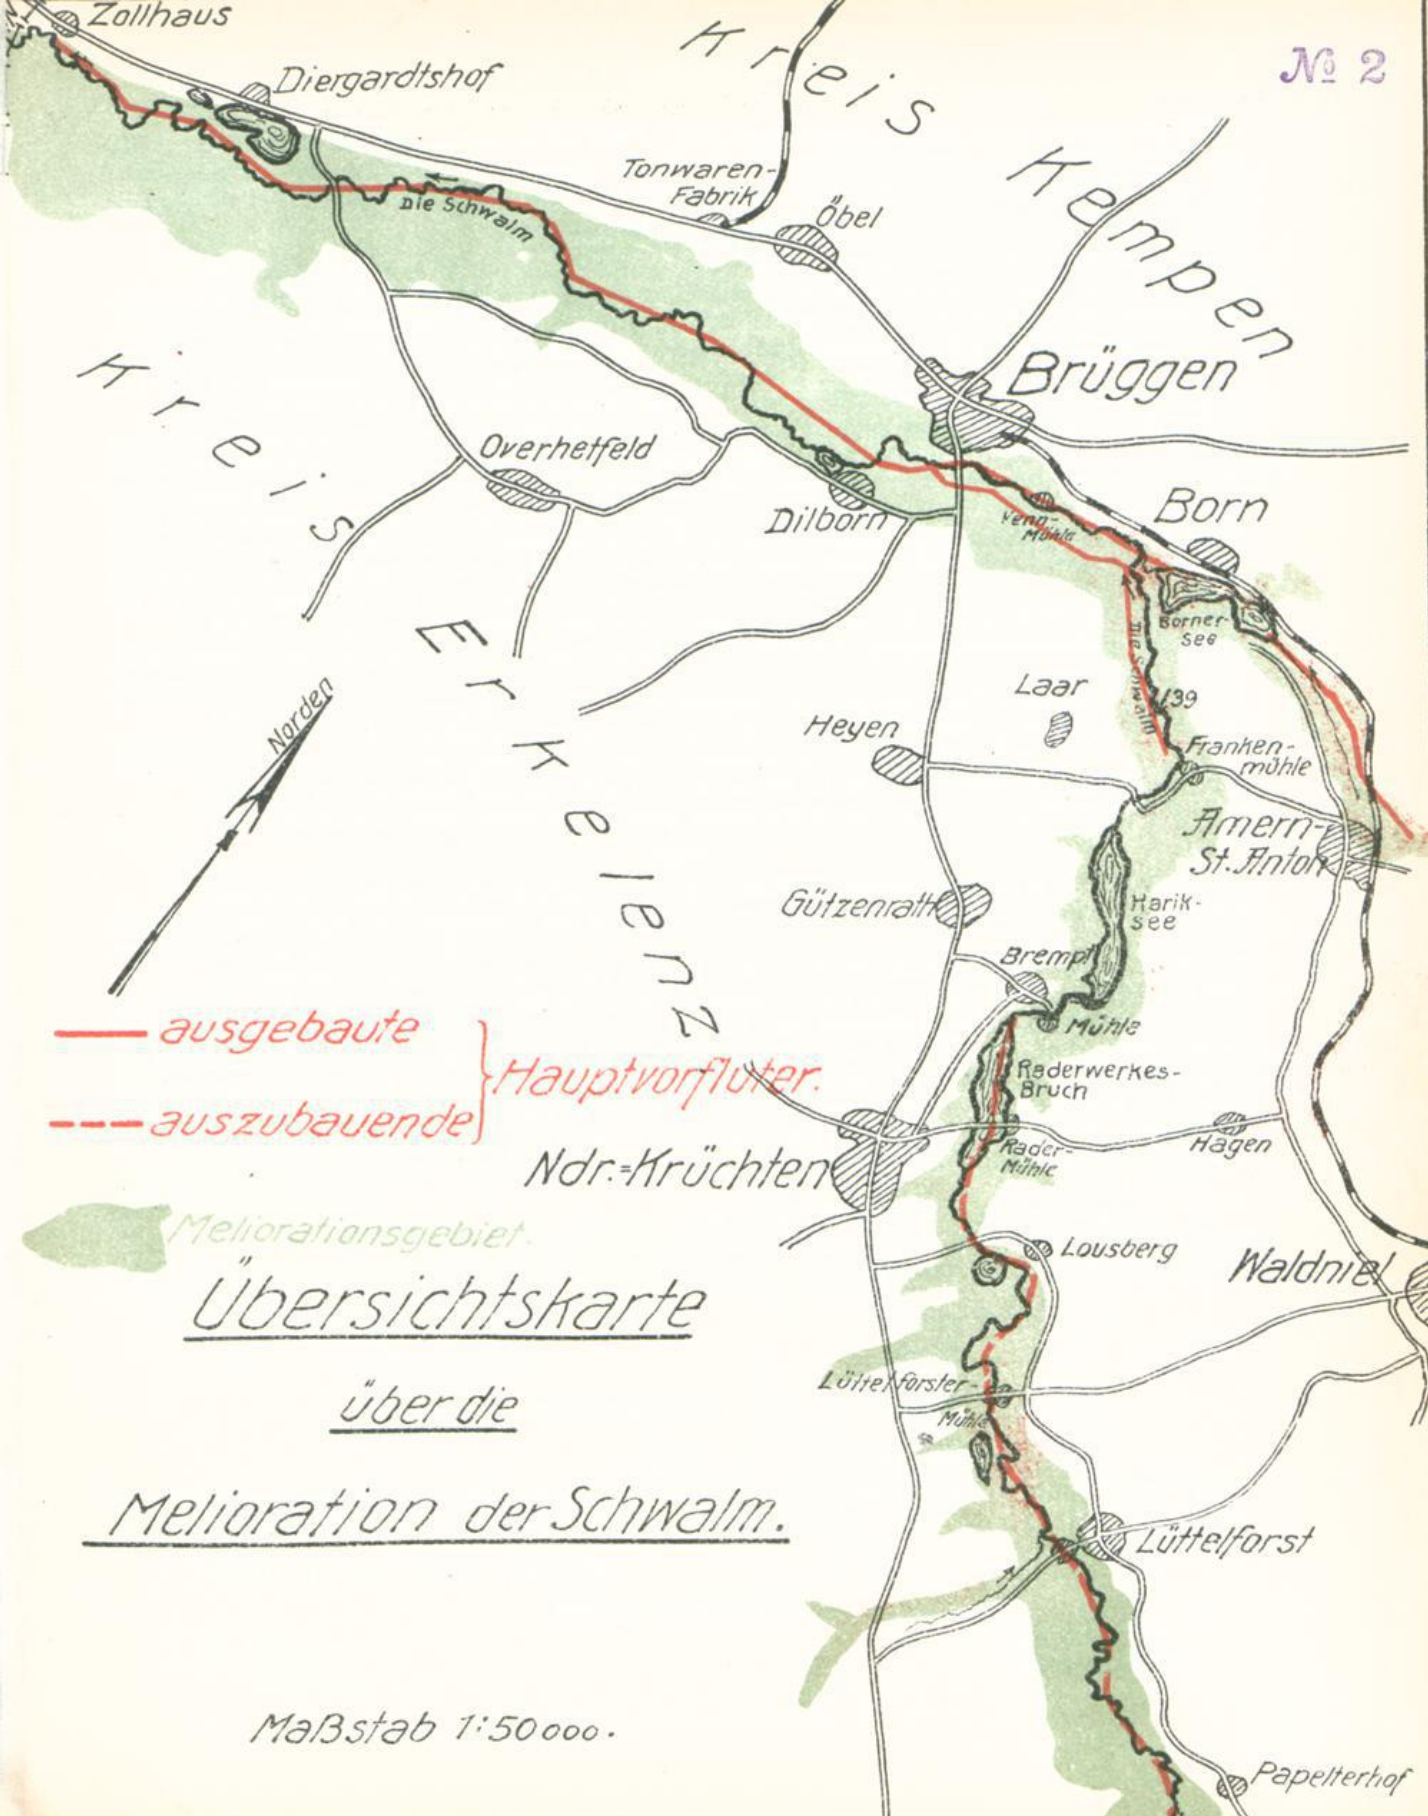 Zollhaus
№ 2
Diergardtshof
Kreis Kempen
Tonwaren-
Fabrik
Öbel
Die Schwalm
Brüggen
Kreis Erkelenz
Overhetfeld
Dilborn
Venn-
Mühle
Born
Borner-
See
Die Schwalm
Laar
139
Heyen
Norden
Franken-
mühle
Amern-
St. Anton
Gützenrath
Harik-
see
Brempt
Mühle
ausgebaute
auszubauende
Hauptvorfluter.
Raderwerkes-
Bruch
Rader-
Mühle
Hagen
Ndr.=Krüchten
Meliorationsgebiet.
Lousberg
Waldniel
Übersichtskarte
über die
Melioration der Schwalm.
Lüttelforster-
Mühle
Lüttelforst
Maßstab 1:50000.
Papelterhof